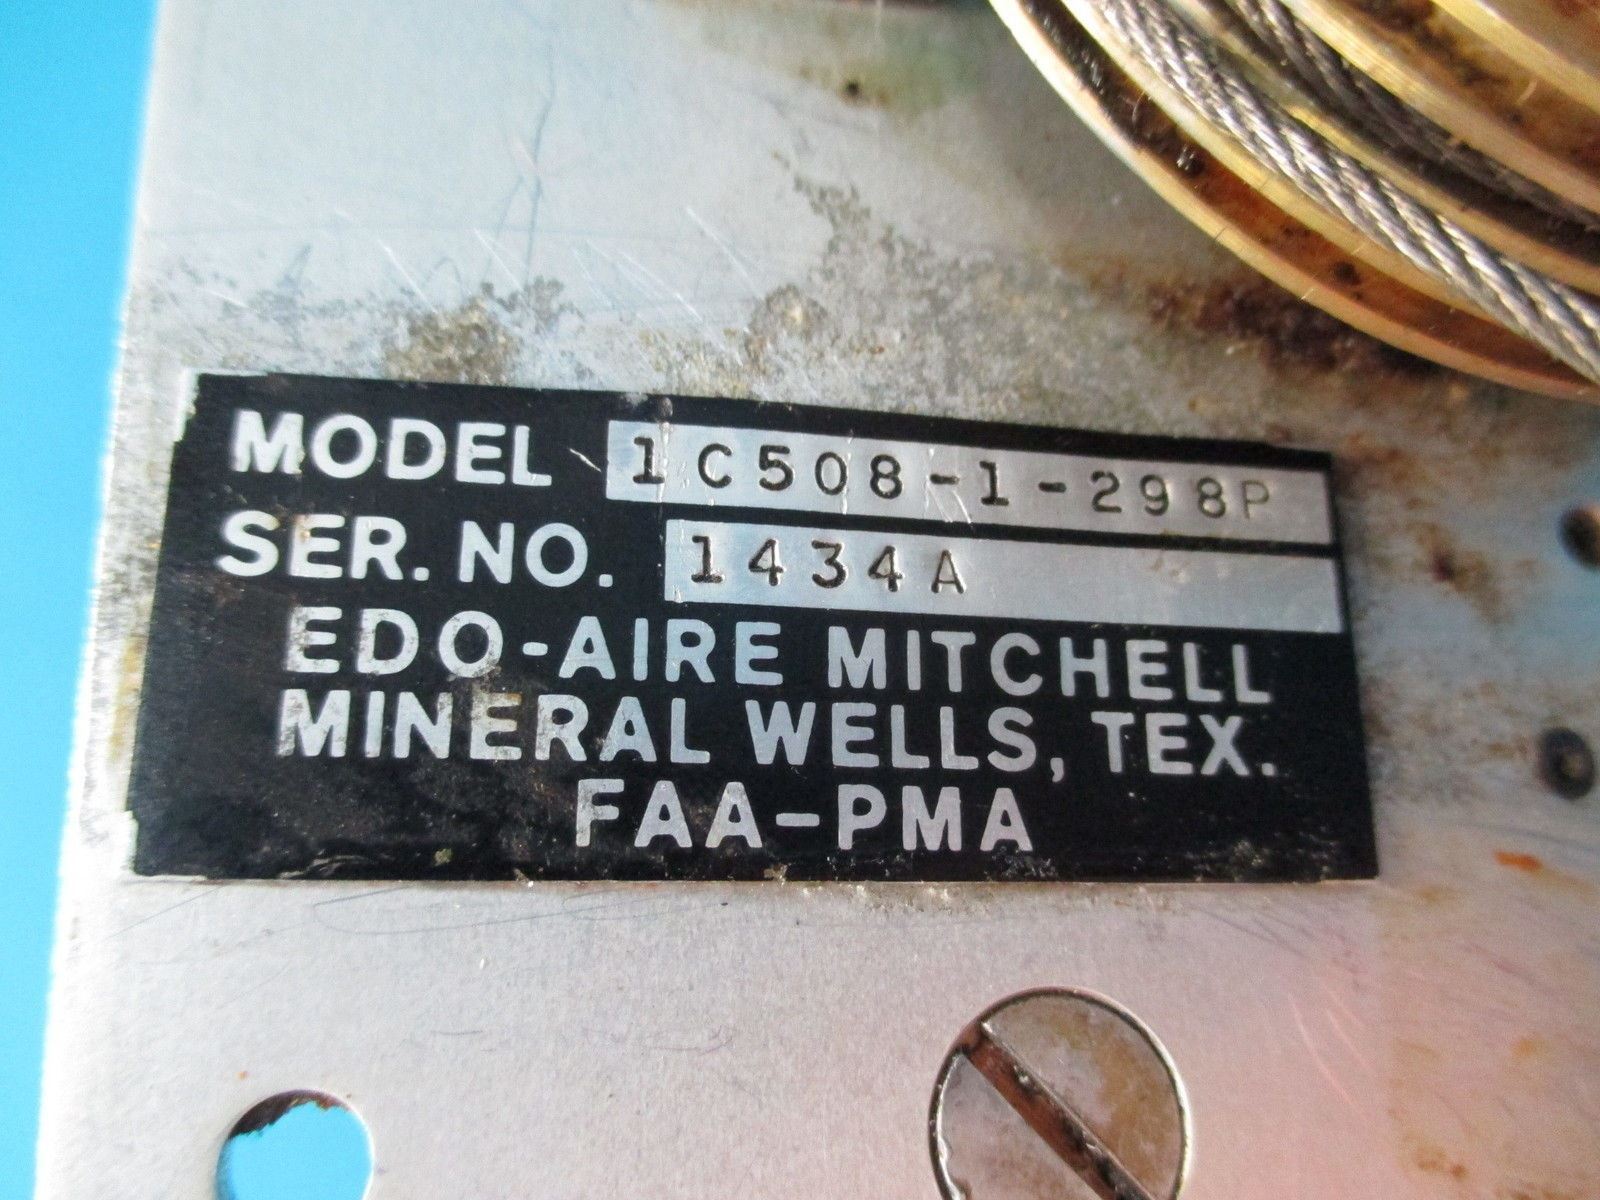 MODEL 1C508-1-298P
SER. NO. 1434A
EDO-AIRE MITCHELL
MINERAL WELLS, TEX.
FAA-PMA